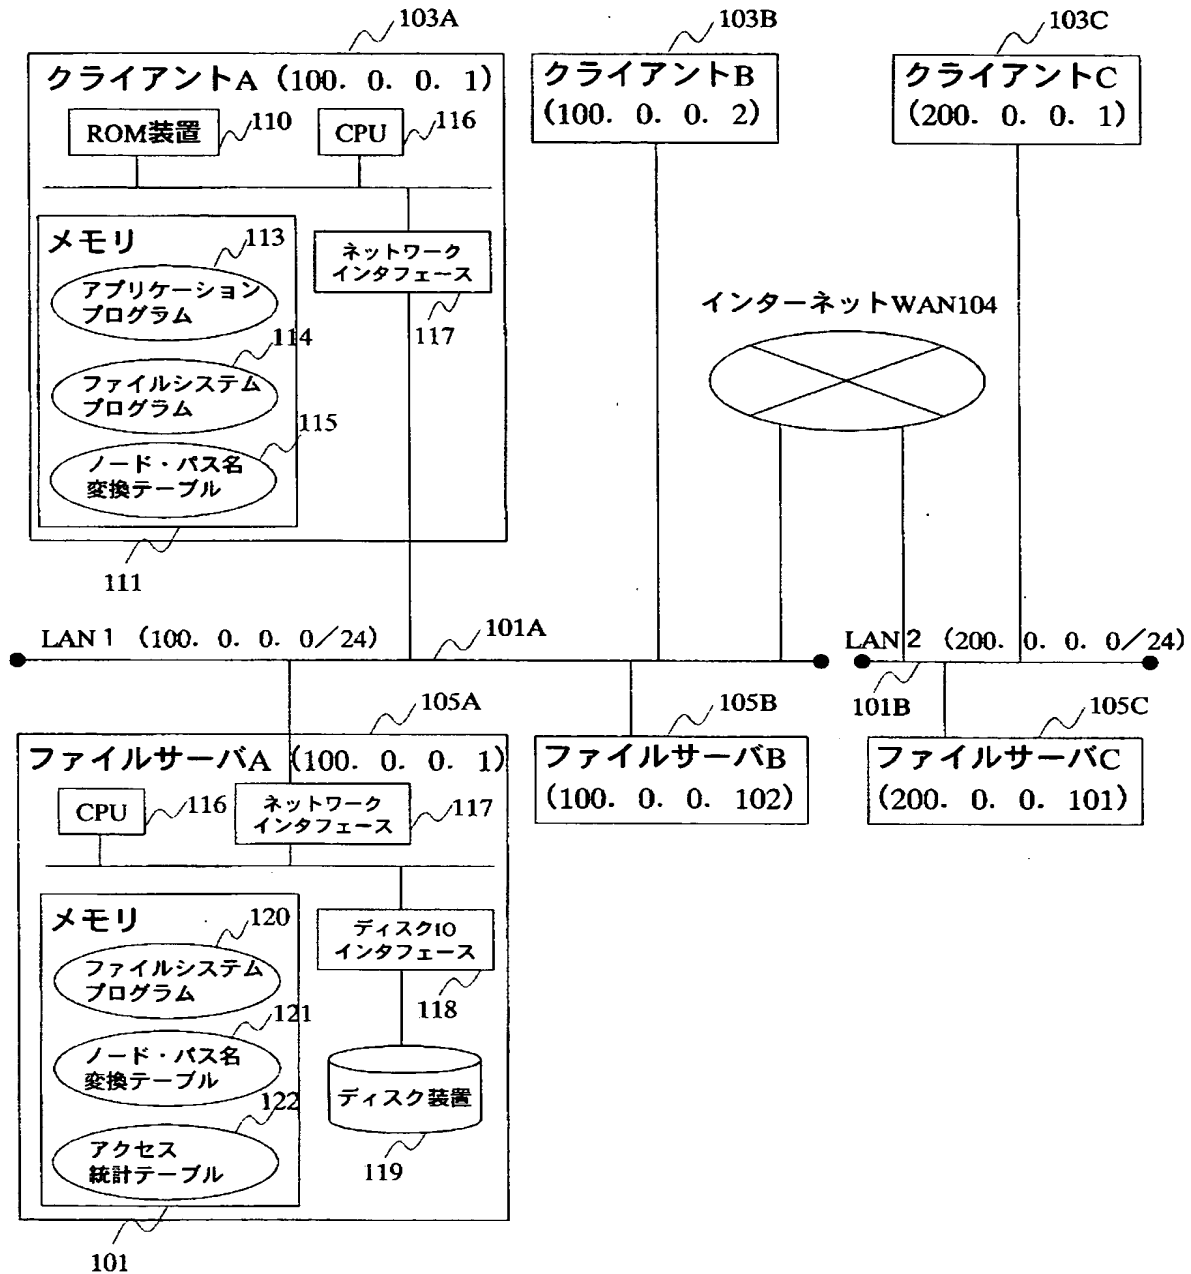 103A
103B
103C
クライアントA (100. 0. 0. 1)
クライアントB
(100. 0. 0. 2)
クライアントC
(200. 0. 0. 1)
ROM装置
110
CPU
116
メモリ
113
アプリケーション
プログラム
ネットワーク
インタフェース
117
114
ファイルシステム
プログラム
115
ノード・パス名
変換テーブル
111
インターネットWAN104
LAN1 (100. 0. 0. 0/24)
101A
LAN2 (200. 0. 0. 0/24)
101B
105A
105B
105C
ファイルサーバA (100. 0. 0. 1)
ファイルサーバB
(100. 0. 0. 102)
ファイルサーバC
(200. 0. 0. 101)
CPU
116
ネットワーク
インタフェース
117
メモリ
120
ファイルシステム
プログラム
ディスクIO
インタフェース
118
121
ノード・パス名
変換テーブル
122
アクセス
統計テーブル
ディスク装置
119
101